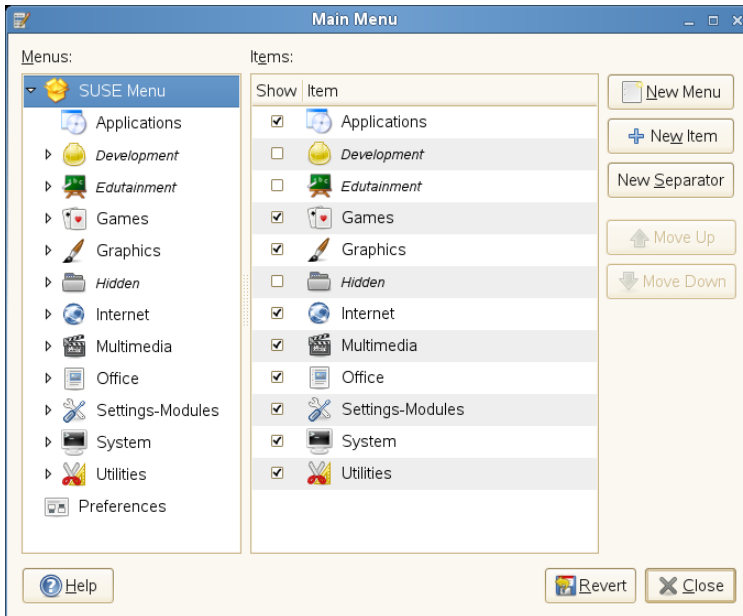 Main Menu
Menus:
SUSE Menu
Applications
Development
Edutainment
Games
Graphics
Hidden
Internet
Multimedia
Office
Settings-Modules
System
Utilities
Preferences
Items:
Show Item
Applications
Development
Edutainment
Games
Graphics
Hidden
Internet
Multimedia
Office
Settings-Modules
System
Utilities
New Menu
New Item
New Separator
Move Up
Move Down
Help
Revert
Close